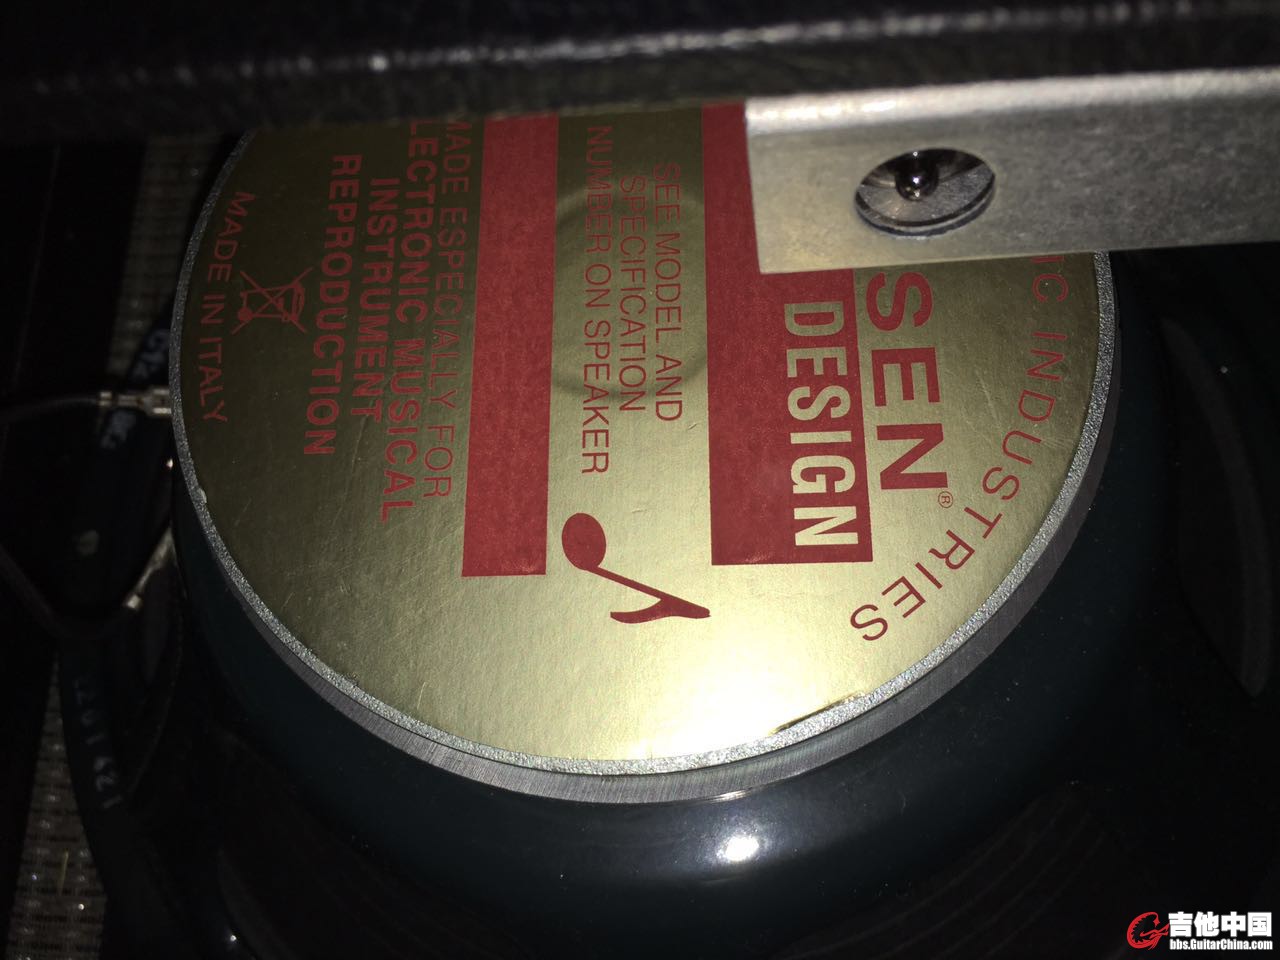 TC INDUSTRIES
SEN®
DESIGN
SEE MODEL AND
SPECIFICATION
NUMBER ON SPEAKER
MADE ESPECIALLY FOR
LECTRONIC MUSICAL
INSTRUMENT
REPRODUCTION
MADE IN ITALY
吉他中国
bbs.GuitarChina.com